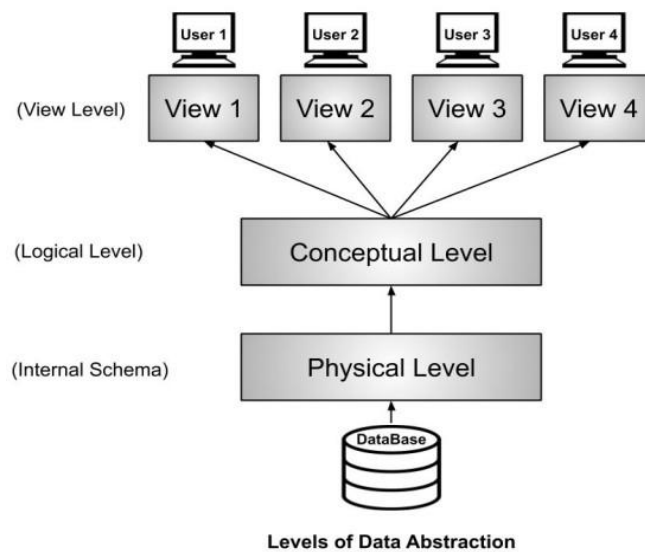 User 1 User 2 User 3 User 4
(View Level) View 1 View 2 View 3 View 4
(Logical Level) Conceptual Level
(Internal Schema) Physical Level
DataBase
Levels of Data Abstraction